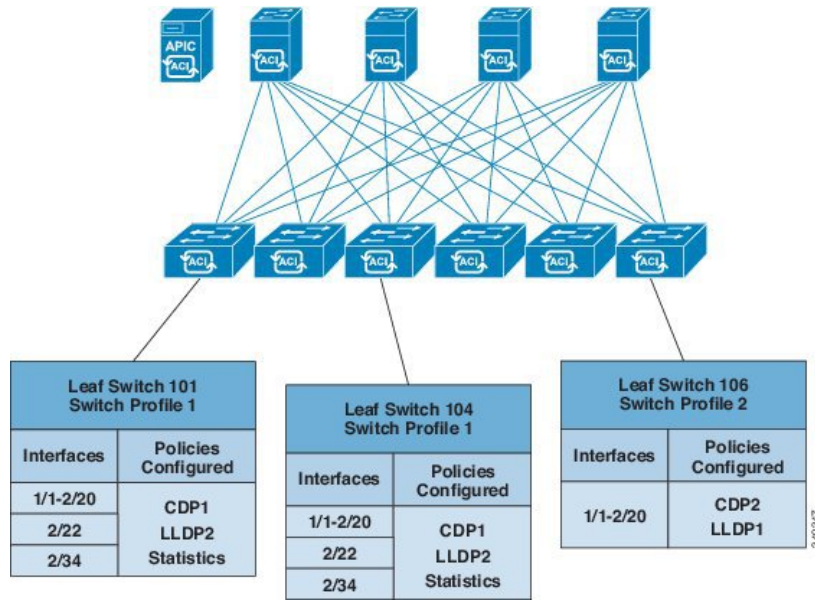 APIC
ACI
ACI
ACI
ACI
ACI
ACI
ACI
ACI
ACI
ACI
ACI
Leaf Switch 101
Switch Profile 1
Interfaces
Policies
Configured
1/1-2/20
2/22
2/34
CDP1
LLDP2
Statistics
Leaf Switch 104
Switch Profile 1
Interfaces
Policies
Configured
1/1-2/20
2/22
2/34
CDP1
LLDP2
Statistics
Leaf Switch 106
Switch Profile 2
Interfaces
Policies
Configured
1/1-2/20
CDP2
LLDP1